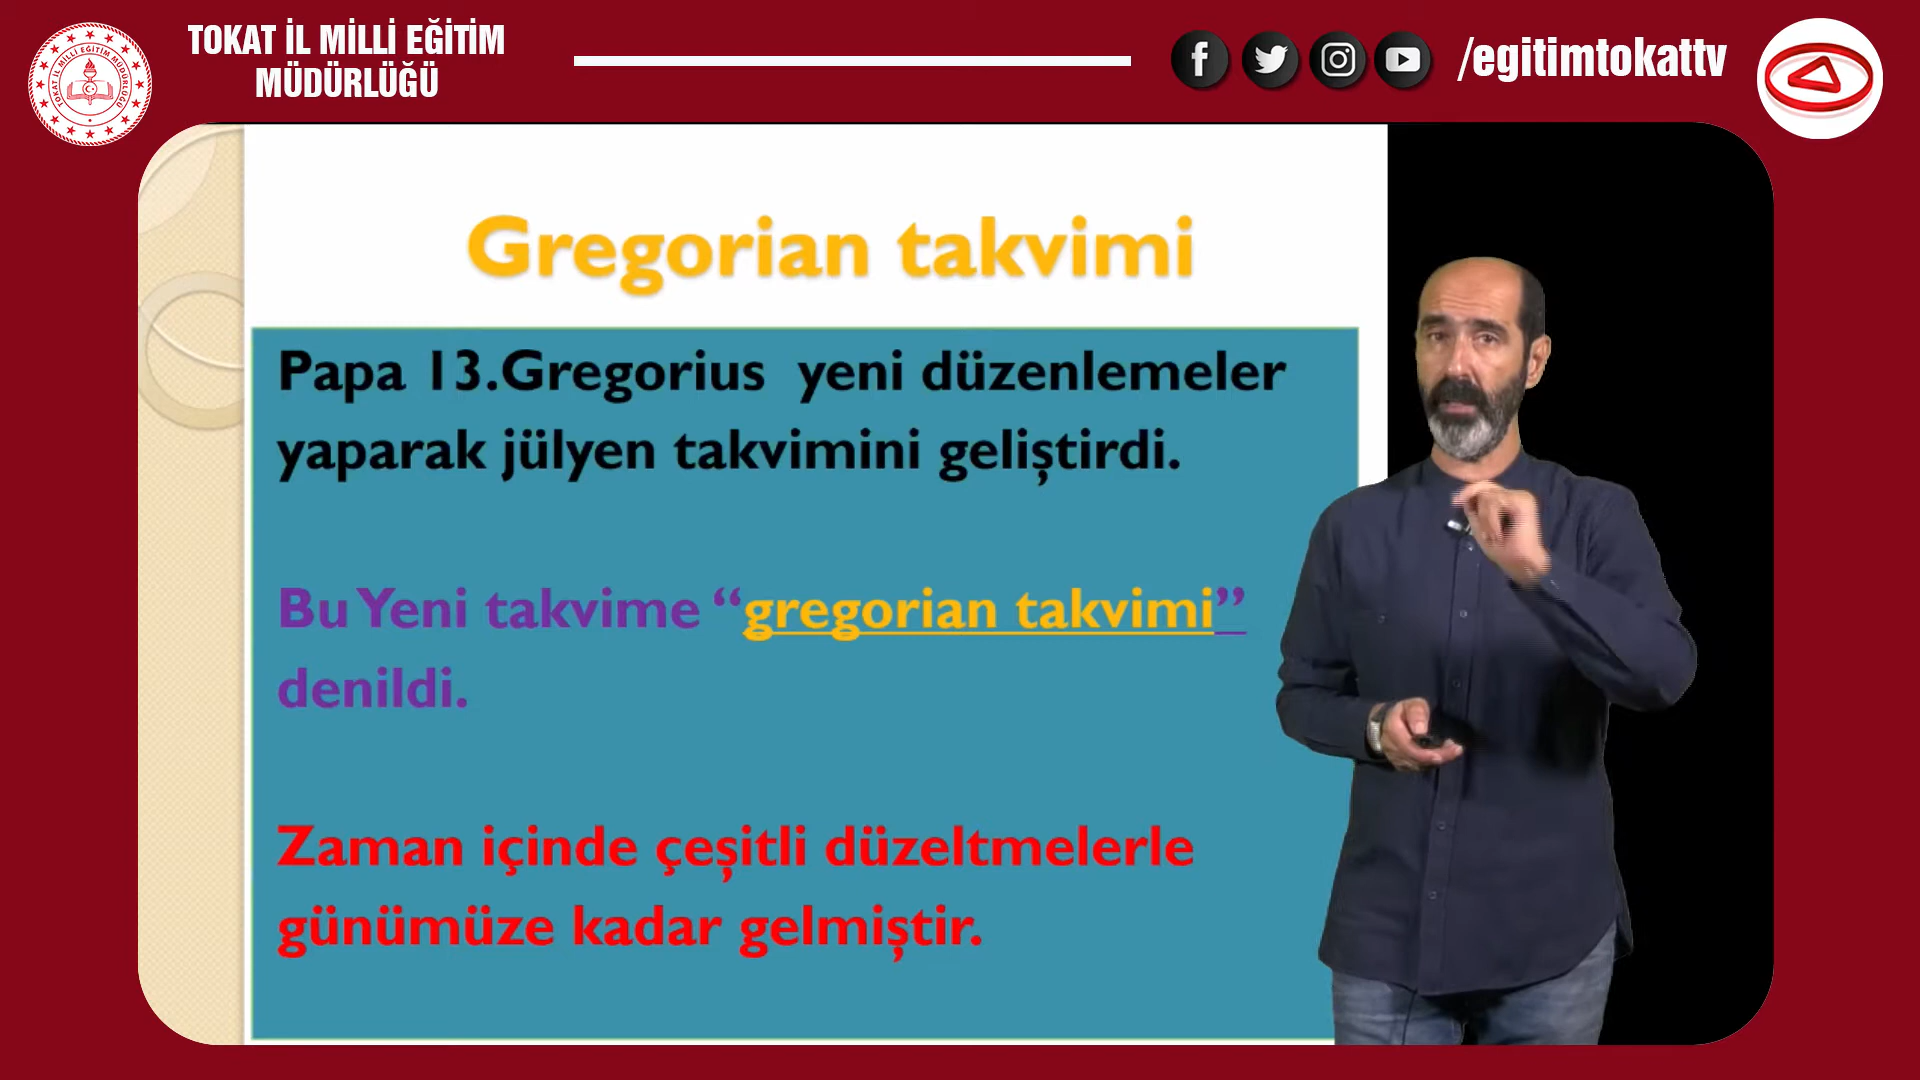 TOKAT İL MİLLİ EĞİTİM
MÜDÜRLÜĞÜ
/egitimtokattv
Gregorian takvimi
Papa 13.Gregorius yeni düzenlemeler
yaparak jülyen takvimini geliştirdi.
Bu Yeni takvime “gregorian takvimi”
denildi.
Zaman içinde çeşitli düzeltmelerle
günümüze kadar gelmiştir.